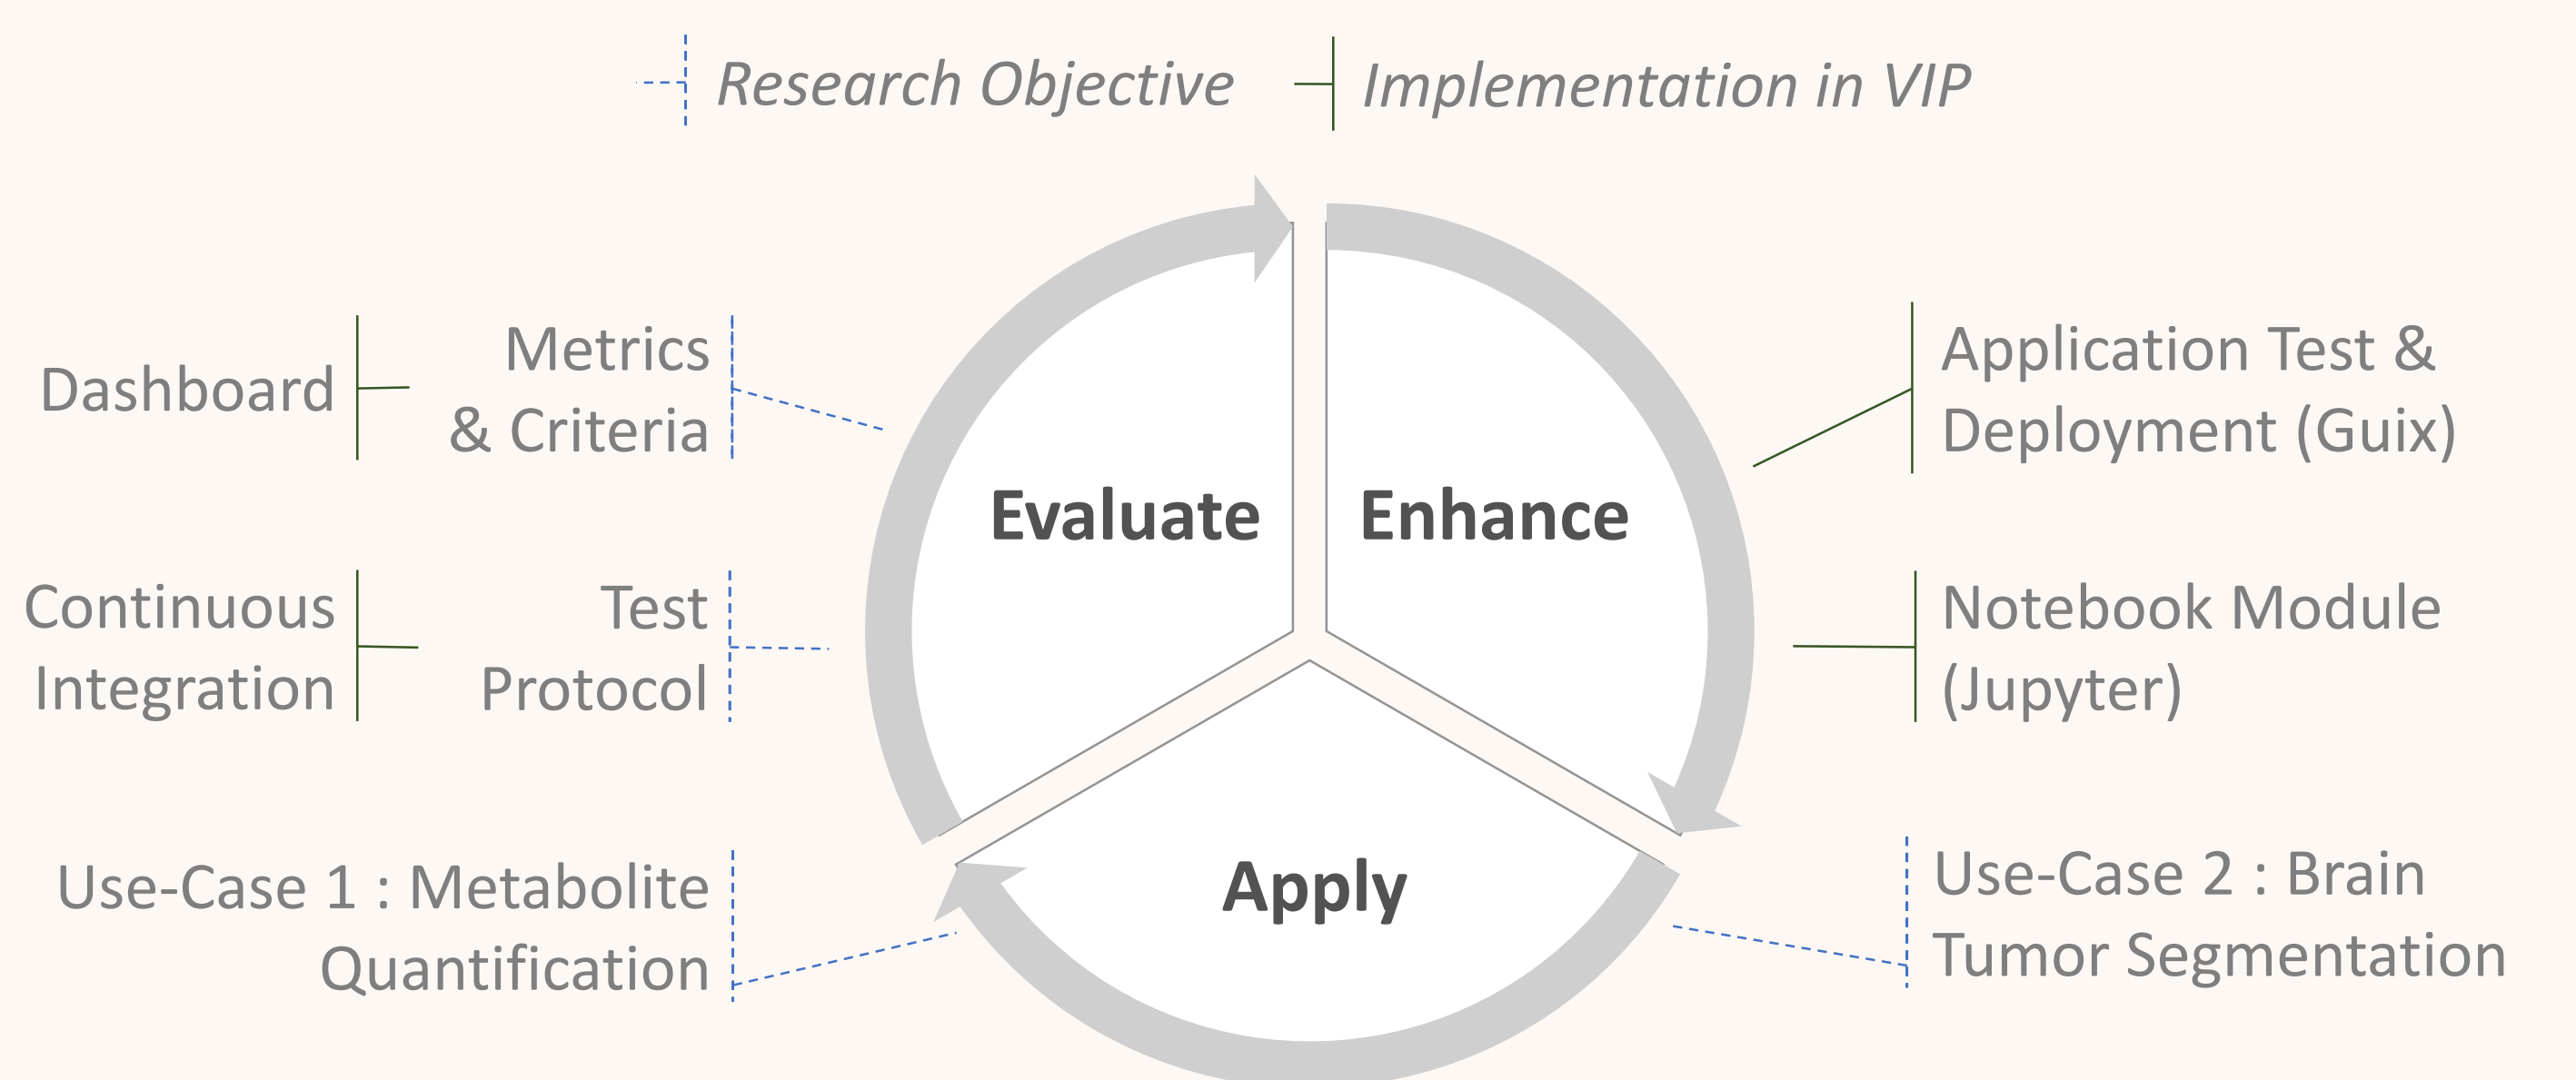 Research Objective
Implementation in VIP
Dashboard
Metrics
& Criteria
Continuous
Integration
Test
Protocol
Use-Case 1 : Metabolite
Quantification
Evaluate
Enhance
Apply
Application Test &
Deployment (Guix)
Notebook Module
(Jupyter)
Use-Case 2 : Brain
Tumor Segmentation